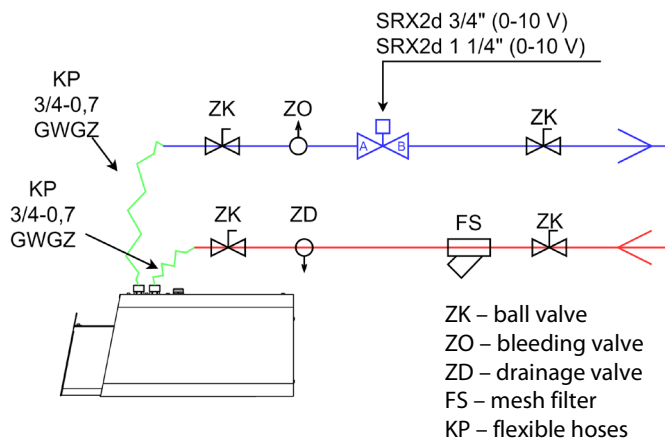 SRX2d 3/4" (0-10 V)
SRX2d 1 1/4" (0-10 V)
KP
3/4-0,7
GWGZ
ZK
ZO
A
B
ZK
KP
3/4-0,7
GWGZ
ZK
ZD
FS
ZK
ZK – ball valve
ZO – bleeding valve
ZD – drainage valve
FS – mesh filter
KP – flexible hoses